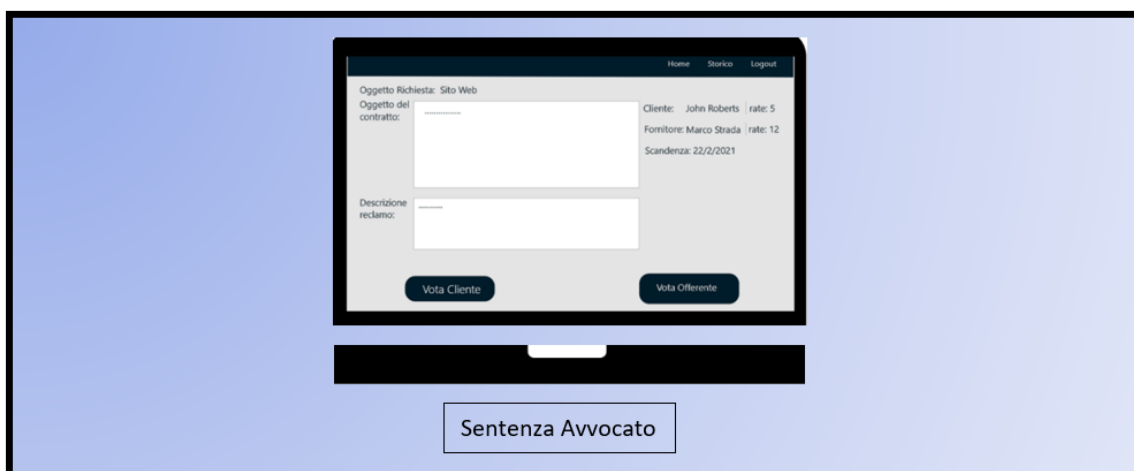 Home Storico Logout
Oggetto Richiesta: Sito Web
Oggetto del
contratto:
Cliente: John Roberts rate: 5
Fornitore: Marco Strada rate: 12
Scandenza: 22/2/2021
Descrizione
reclamo:
Vota Cliente
Vota Offerente
Sentenza Avvocato